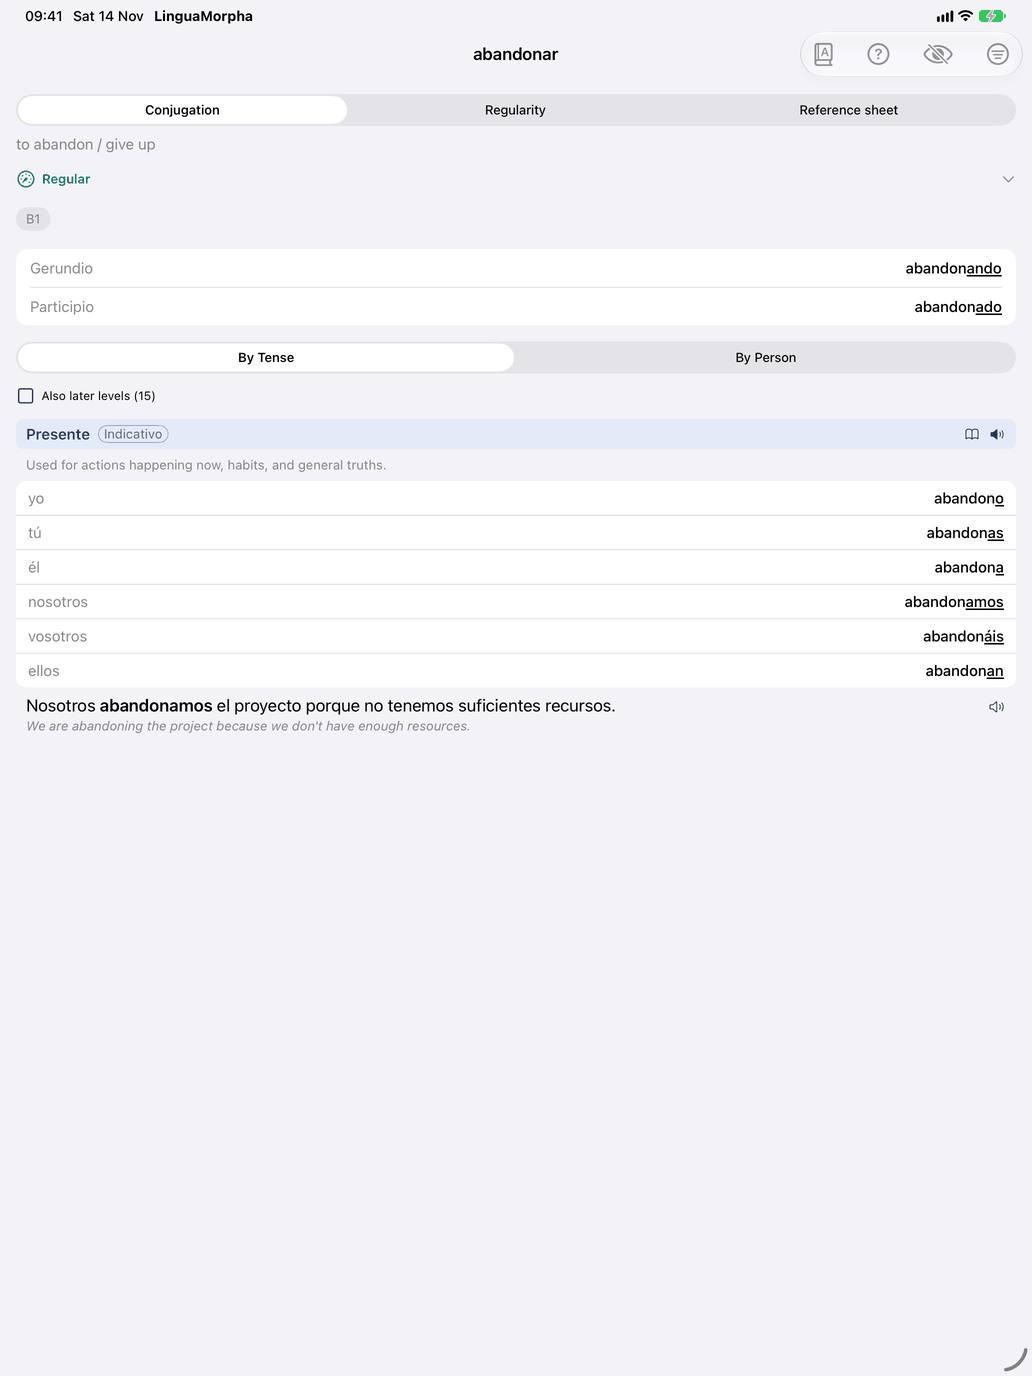 09:41 Sat 14 Nov LinguaMorpha
abandonar
Conjugation Regularity Reference sheet
to abandon / give up
Regular
B1
Gerundio abandonando
Participio abandonado
By Tense By Person
Also later levels (15)
Presente Indicativo
Used for actions happening now, habits, and general truths.
yo abandono
tú abandonas
él abandona
nosotros abandonamos
vosotros abandonáis
ellos abandonan
Nosotros abandonamos el proyecto porque no tenemos suficientes recursos.
We are abandoning the project because we don't have enough resources.